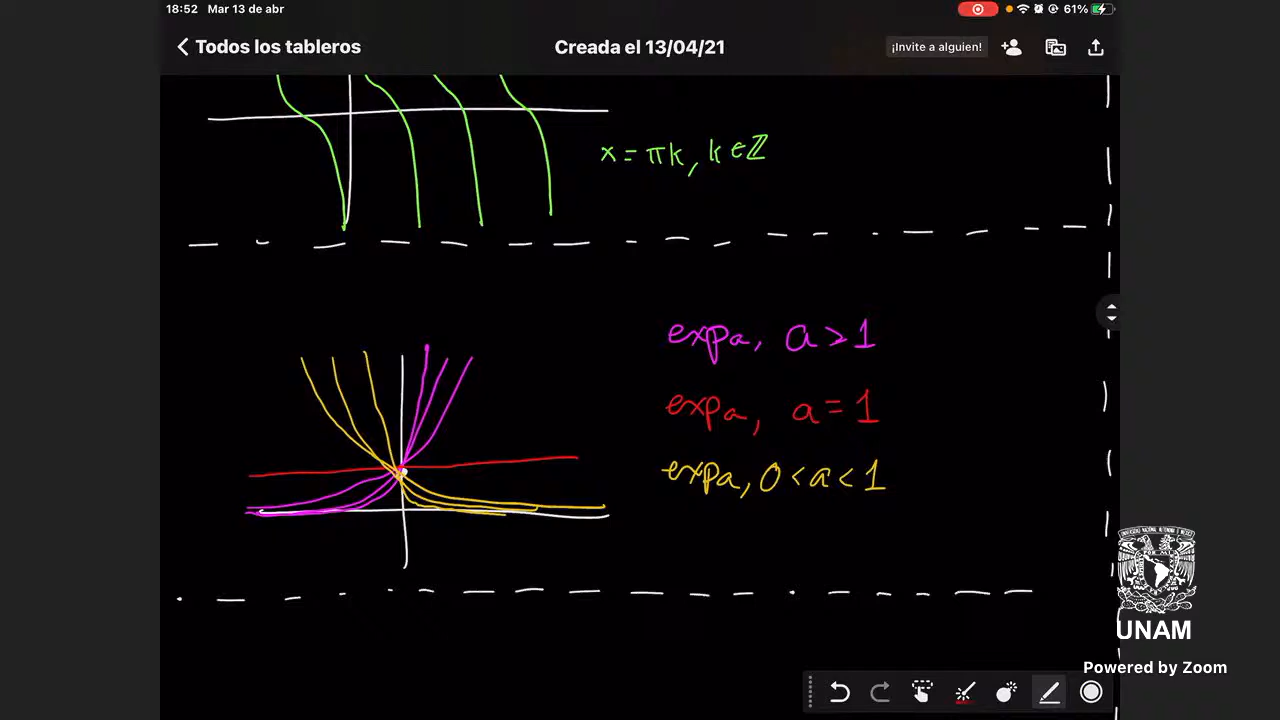 18:52 Mar 13 de abr 61%
Todos los tableros Creada el 13/04/21 ¡Invite a alguien!
x = πk, k ∈ ℤ
expa, a > 1
expa, a = 1
expa, 0 < a < 1
UNAM
Powered by Zoom